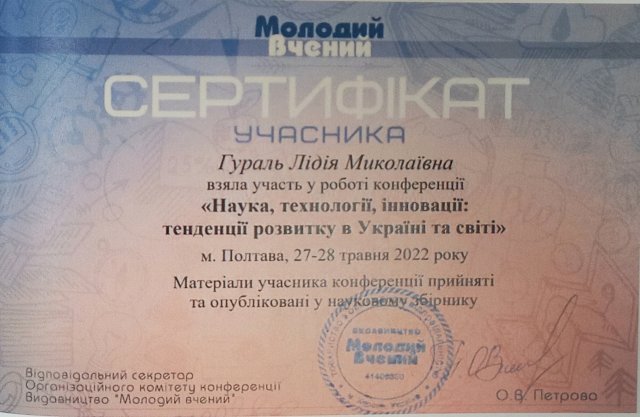 Молодий
Вчений
СЕРТИФІКАТ
УЧАСНИКА
Гураль Лідія Миколаївна
взяла участь у роботі конференції
«Наука, технології, інновації:
тенденції розвитку в Україні та світі»
м. Полтава, 27-28 травня 2022 року
Матеріали учасника конференції прийняті
та опубліковані у науковому збірнику
ВИДАВНИЦТВО
Молодий
Вчений
Відповідальний секретар
Організаційного комітету конференції
Видавництво "Молодий вчений"
О.В. Петрова